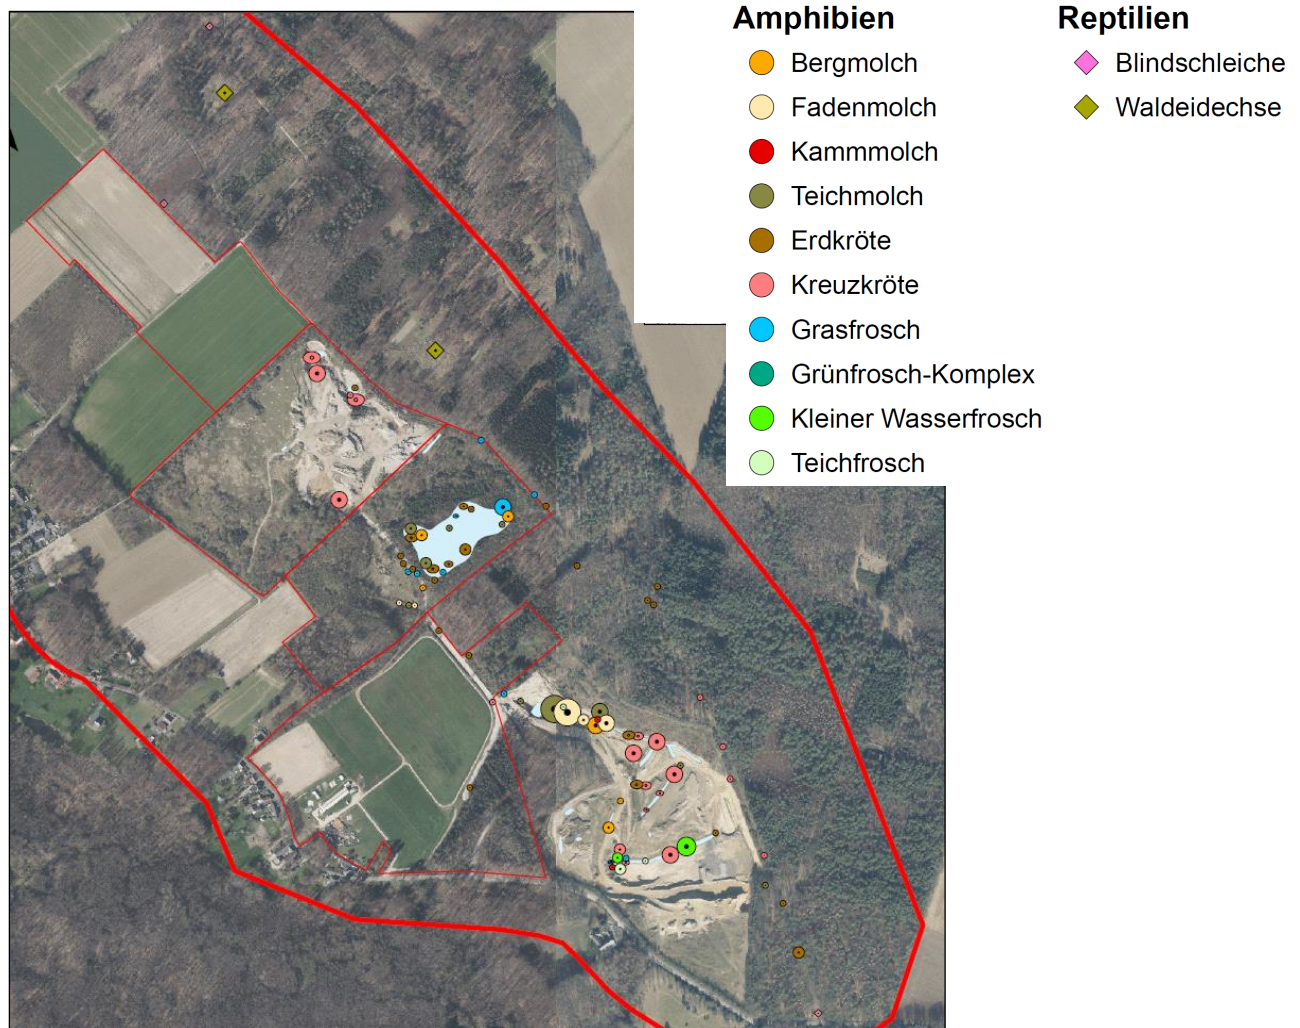 Amphibien
Bergmolch
Fadenmolch
Kammmolch
Teichmolch
Erdkröte
Kreuzkröte
Grasfrosch
Grünfrosch-Komplex
Kleiner Wasserfrosch
Teichfrosch
Reptilien
Blindschleiche
Waldeidechse